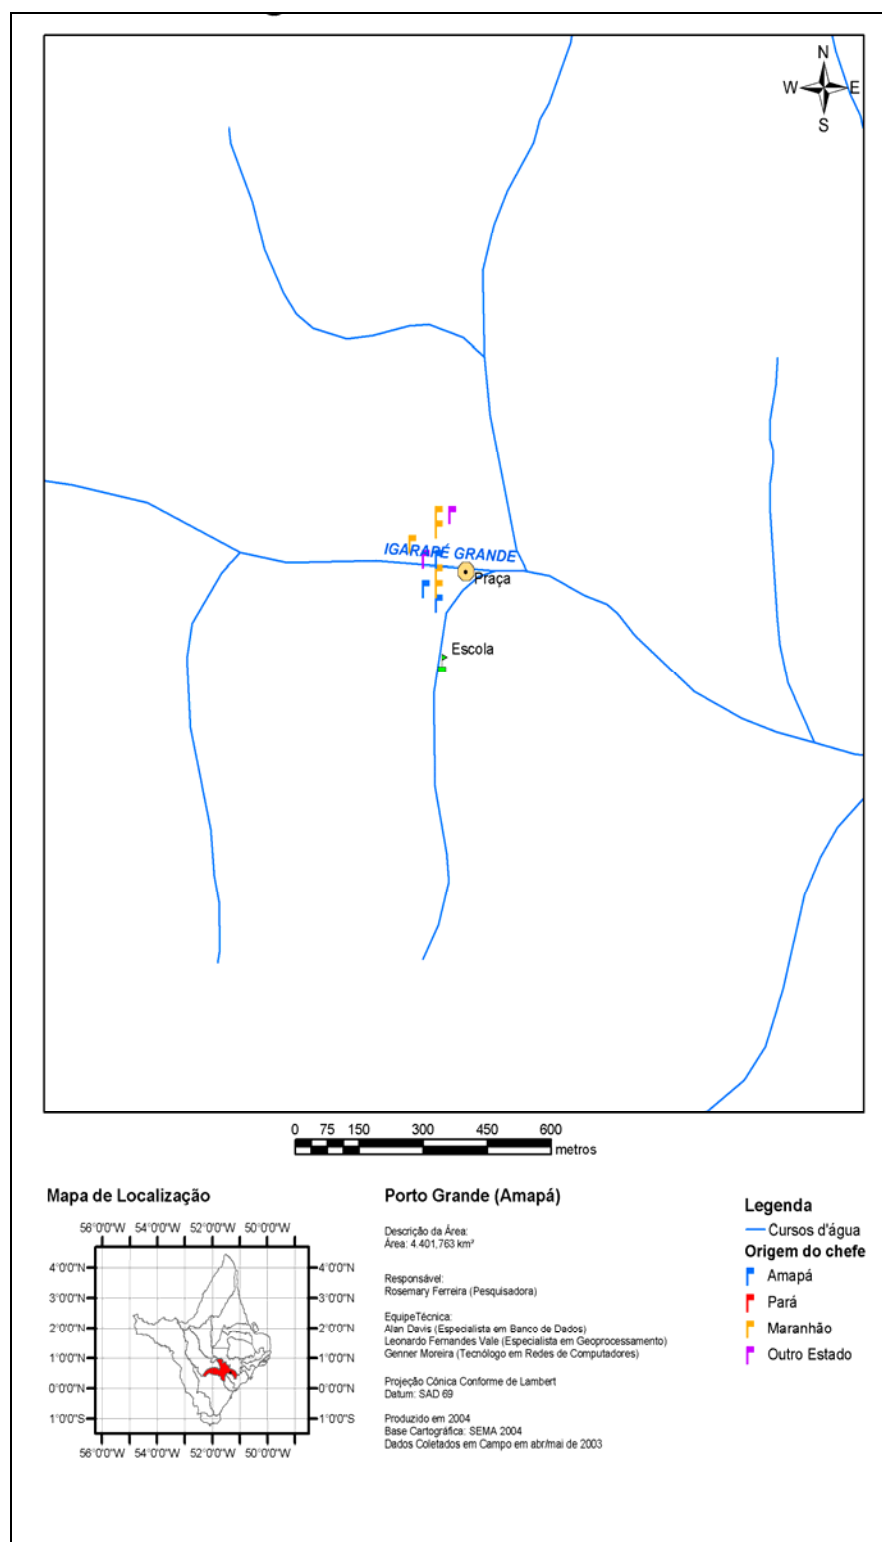 N
W E
S
IGARAPÉ GRANDE
Praça
Escola
0 75 150 300 450 600
metros
Mapa de Localização
56°0'0"W 54°0'0"W 52°0'0"W 50°0'0"W
4°0'0"N 4°0'0"N
3°0'0"N 3°0'0"N
2°0'0"N 2°0'0"N
1°0'0"N 1°0'0"N
0°0'0"N 0°0'0"N
1°0'0"S 1°0'0"S
56°0'0"W 54°0'0"W 52°0'0"W 50°0'0"W
Porto Grande (Amapá)
Descrição da Área:
Área: 4.401,763 km²
Responsável:
Rosemary Ferreira (Pesquisadora)
EquipeTécnica:
Alan Davis (Especialista em Banco de Dados)
Leonardo Fernandes Vale (Especialista em Geoprocessamento)
Genner Moreira (Tecnólogo em Redes de Computadores)
Projeção Cônica Conforme de Lambert
Datum: SAD 69
Produzido em 2004
Base Cartográfica: SEMA 2004
Dados Coletados em Campo em abr/mai de 2003
Legenda
Cursos d'água
Origem do chefe
Amapá
Pará
Maranhão
Outro Estado